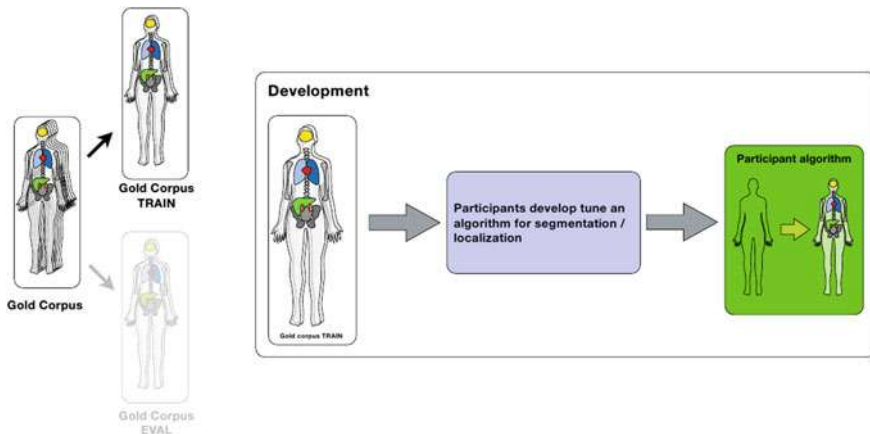 Gold Corpus
TRAIN
Gold Corpus
Gold Corpus
EVAL
Development
Gold corpus TRAIN
Participants develop tune an
algorithm for segmentation /
localization
Participant algorithm